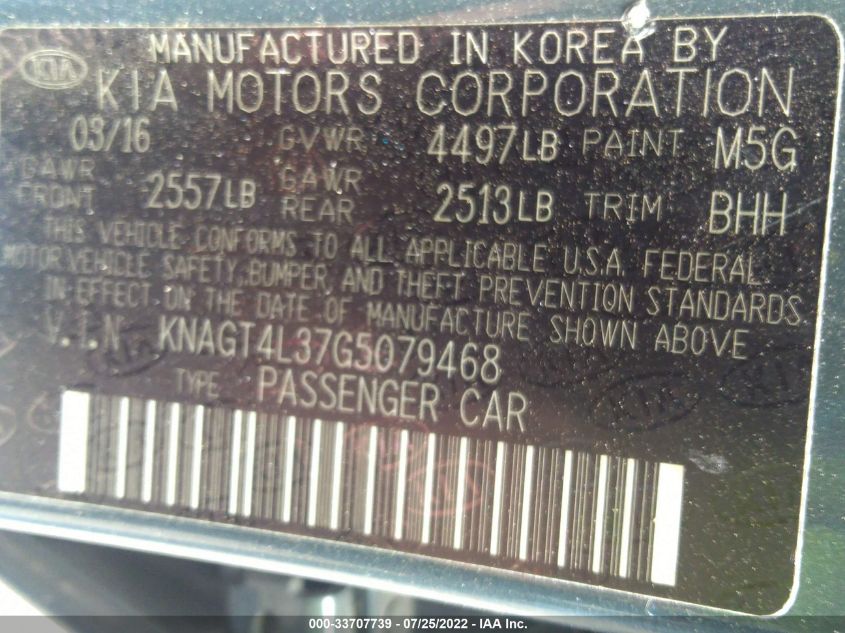 KIA
MANUFACTURED IN KOREA BY
KIA MOTORS CORPORATION
03/16 GVWR 4497LB PAINT M5G
GAWR FRONT 2557LB GAWR REAR 2513LB TRIM BHH
THIS VEHICLE CONFORMS TO ALL APPLICABLE U.S.A. FEDERAL
MOTOR VEHICLE SAFETY, BUMPER, AND THEFT PREVENTION STANDARDS
IN EFFECT ON THE DATE OF MANUFACTURE SHOWN ABOVE
V.I.N KNAGT4L37G5079468
TYPE PASSENGER CAR
000-33707739 - 07/25/2022 - IAA Inc.